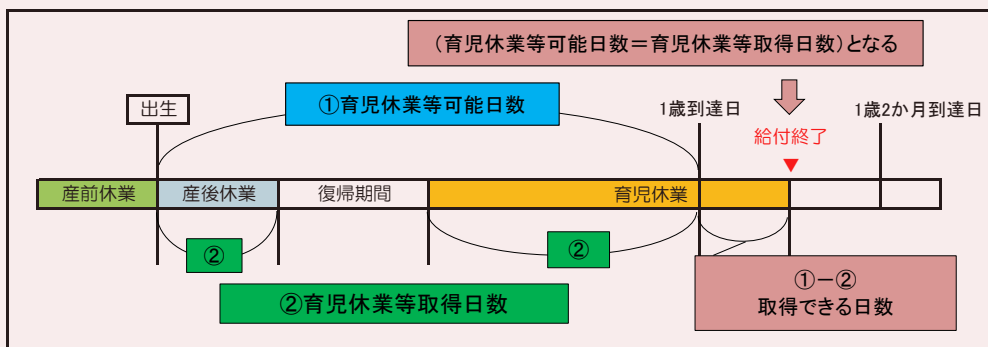 (育児休業等可能日数＝育児休業等取得日数)となる
出生
①育児休業等可能日数
1歳到達日
1歳2か月到達日
給付終了
産前休業
産後休業
復帰期間
育児休業
②
②
②育児休業等取得日数
①－②
取得できる日数